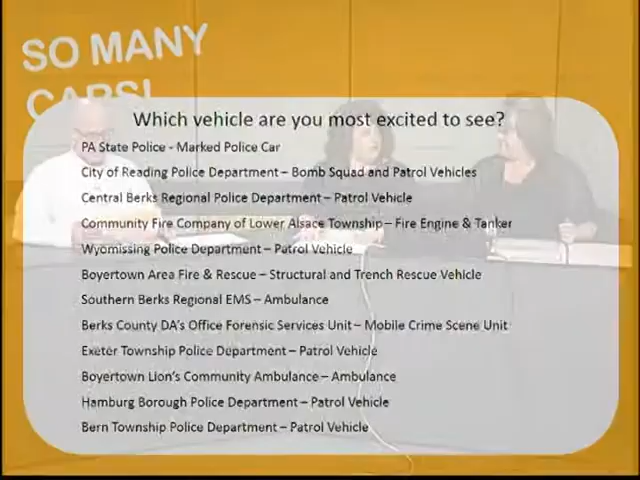 SO MANY
CARS!
Which vehicle are you most excited to see?
PA State Police - Marked Police Car
City of Reading Police Department – Bomb Squad and Patrol Vehicles
Central Berks Regional Police Department – Patrol Vehicle
Community Fire Company of Lower Alsace Township – Fire Engine & Tanker
Wyomissing Police Department – Patrol Vehicle
Boyertown Area Fire & Rescue – Structural and Trench Rescue Vehicle
Southern Berks Regional EMS – Ambulance
Berks County DA's Office Forensic Services Unit – Mobile Crime Scene Unit
Exeter Township Police Department – Patrol Vehicle
Boyertown Lion's Community Ambulance – Ambulance
Hamburg Borough Police Department – Patrol Vehicle
Bern Township Police Department – Patrol Vehicle